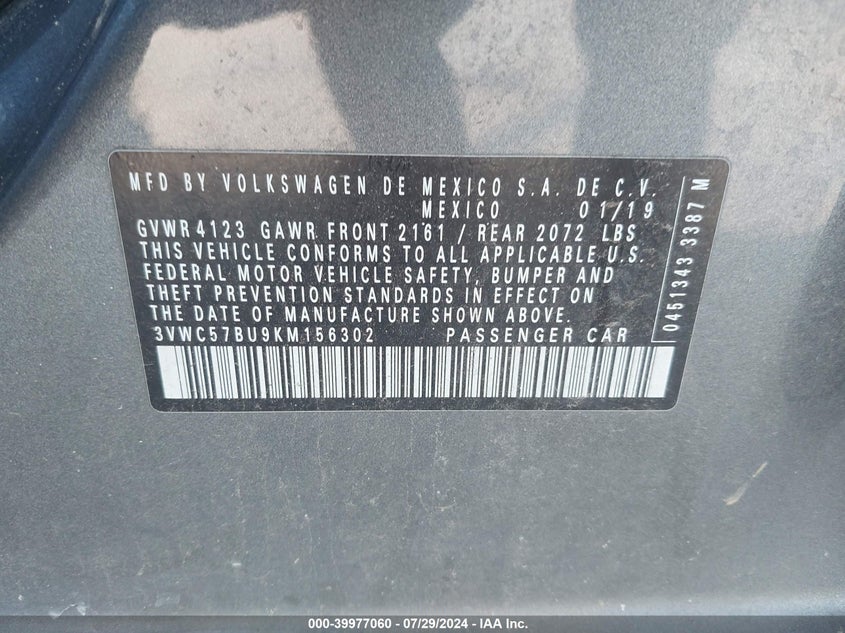 MFD BY VOLKSWAGEN DE MEXICO S.A. DE C.V.
MEXICO 01/19
GVWR 4123 GAWR FRONT 2161 / REAR 2072 LBS
THIS VEHICLE CONFORMS TO ALL APPLICABLE U.S.
FEDERAL MOTOR VEHICLE SAFETY, BUMPER AND
THEFT PREVENTION STANDARDS IN EFFECT ON
THE DATE OF MANUFACTURE SHOWN ABOVE.
3VWC57BU9KM156302 PASSENGER CAR
0451343 3387 M
000-39977060 - 07/29/2024 - IAA Inc.